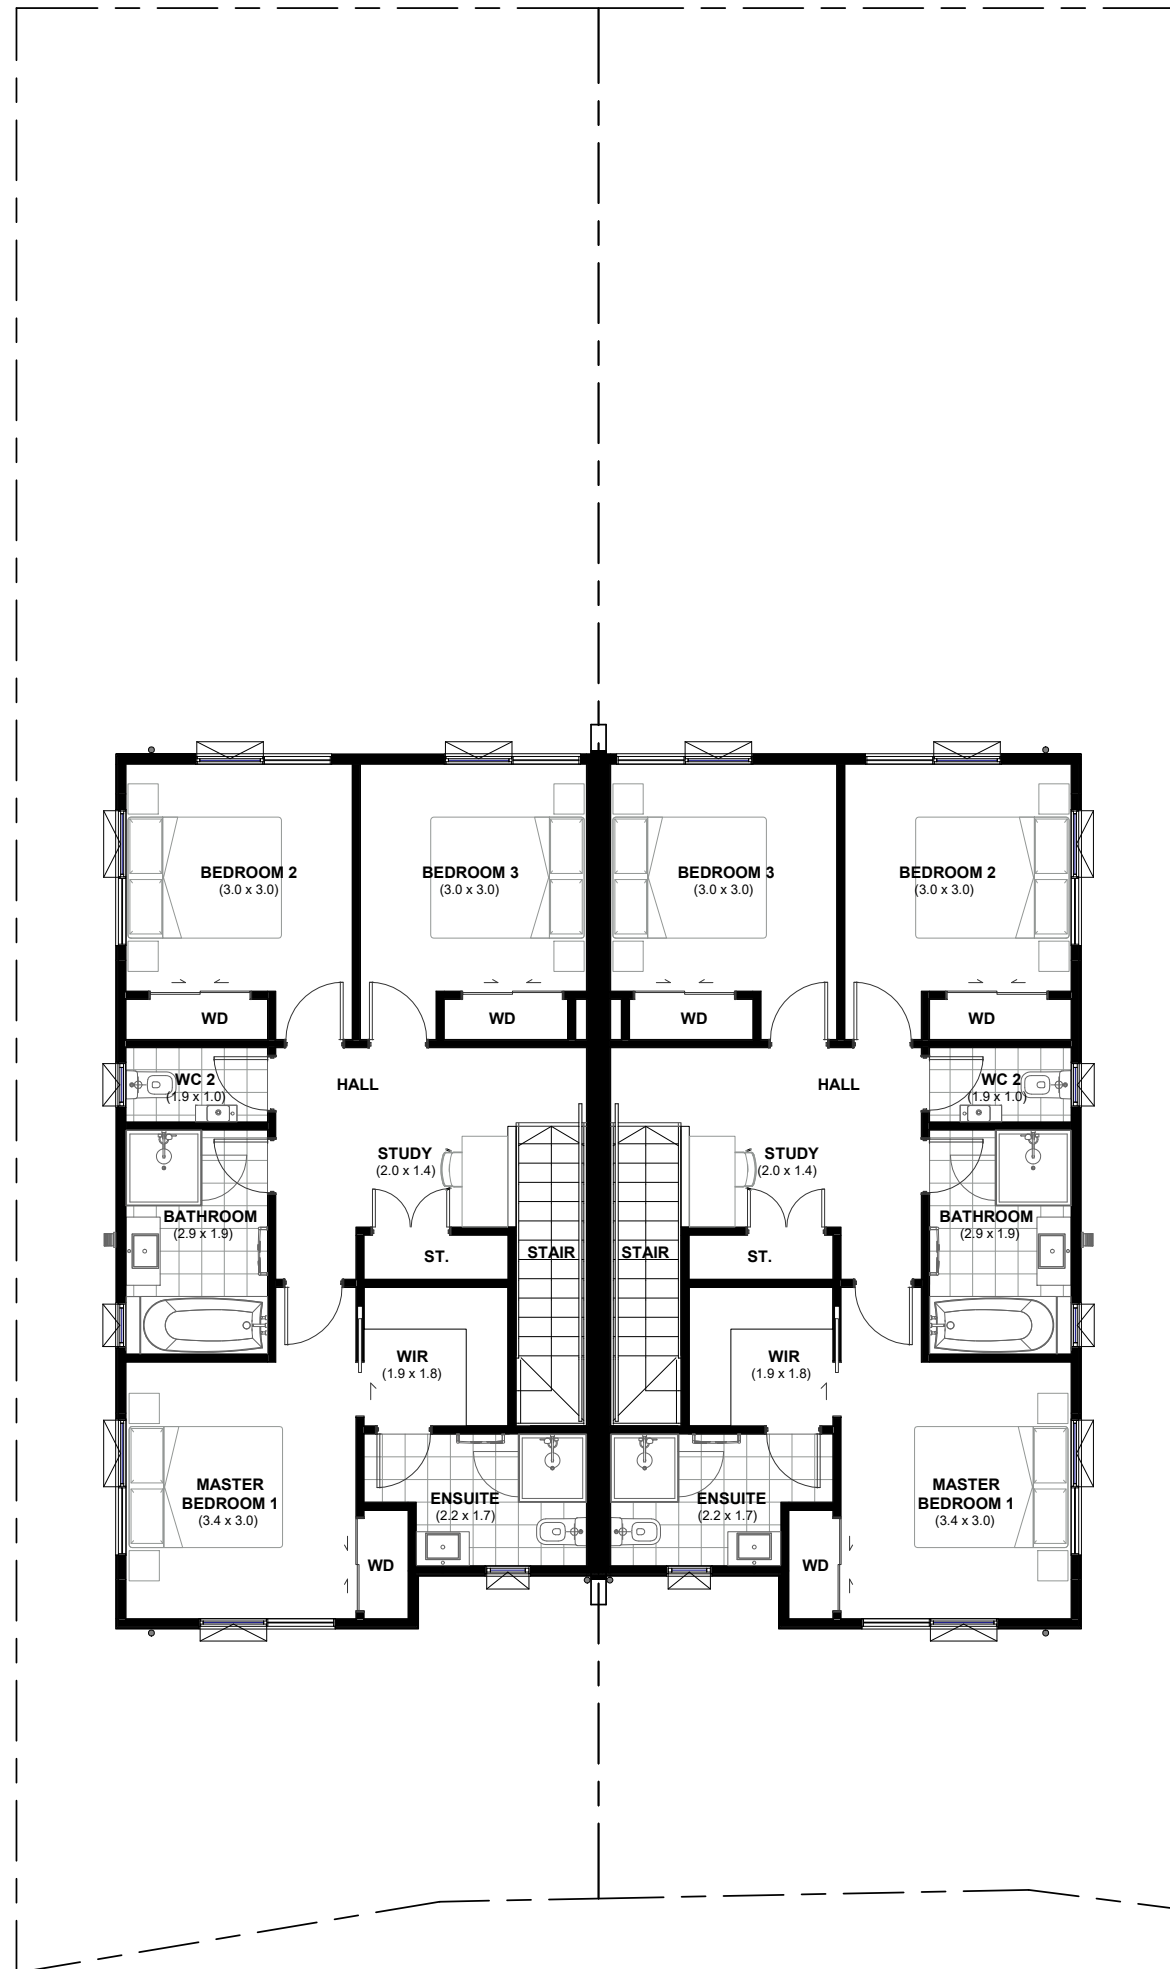 BEDROOM 2
(3.0 x 3.0)
BEDROOM 3
(3.0 x 3.0)
BEDROOM 3
(3.0 x 3.0)
BEDROOM 2
(3.0 x 3.0)
WD
WD
WD
WD
WC 2
(1.9 x 1.0)
HALL
HALL
WC 2
(1.9 x 1.0)
STUDY
(2.0 x 1.4)
STUDY
(2.0 x 1.4)
BATHROOM
(2.9 x 1.9)
BATHROOM
(2.9 x 1.9)
ST.
STAIR
STAIR
ST.
WIR
(1.9 x 1.8)
WIR
(1.9 x 1.8)
MASTER
BEDROOM 1
(3.4 x 3.0)
ENSUITE
(2.2 x 1.7)
ENSUITE
(2.2 x 1.7)
MASTER
BEDROOM 1
(3.4 x 3.0)
WD
WD